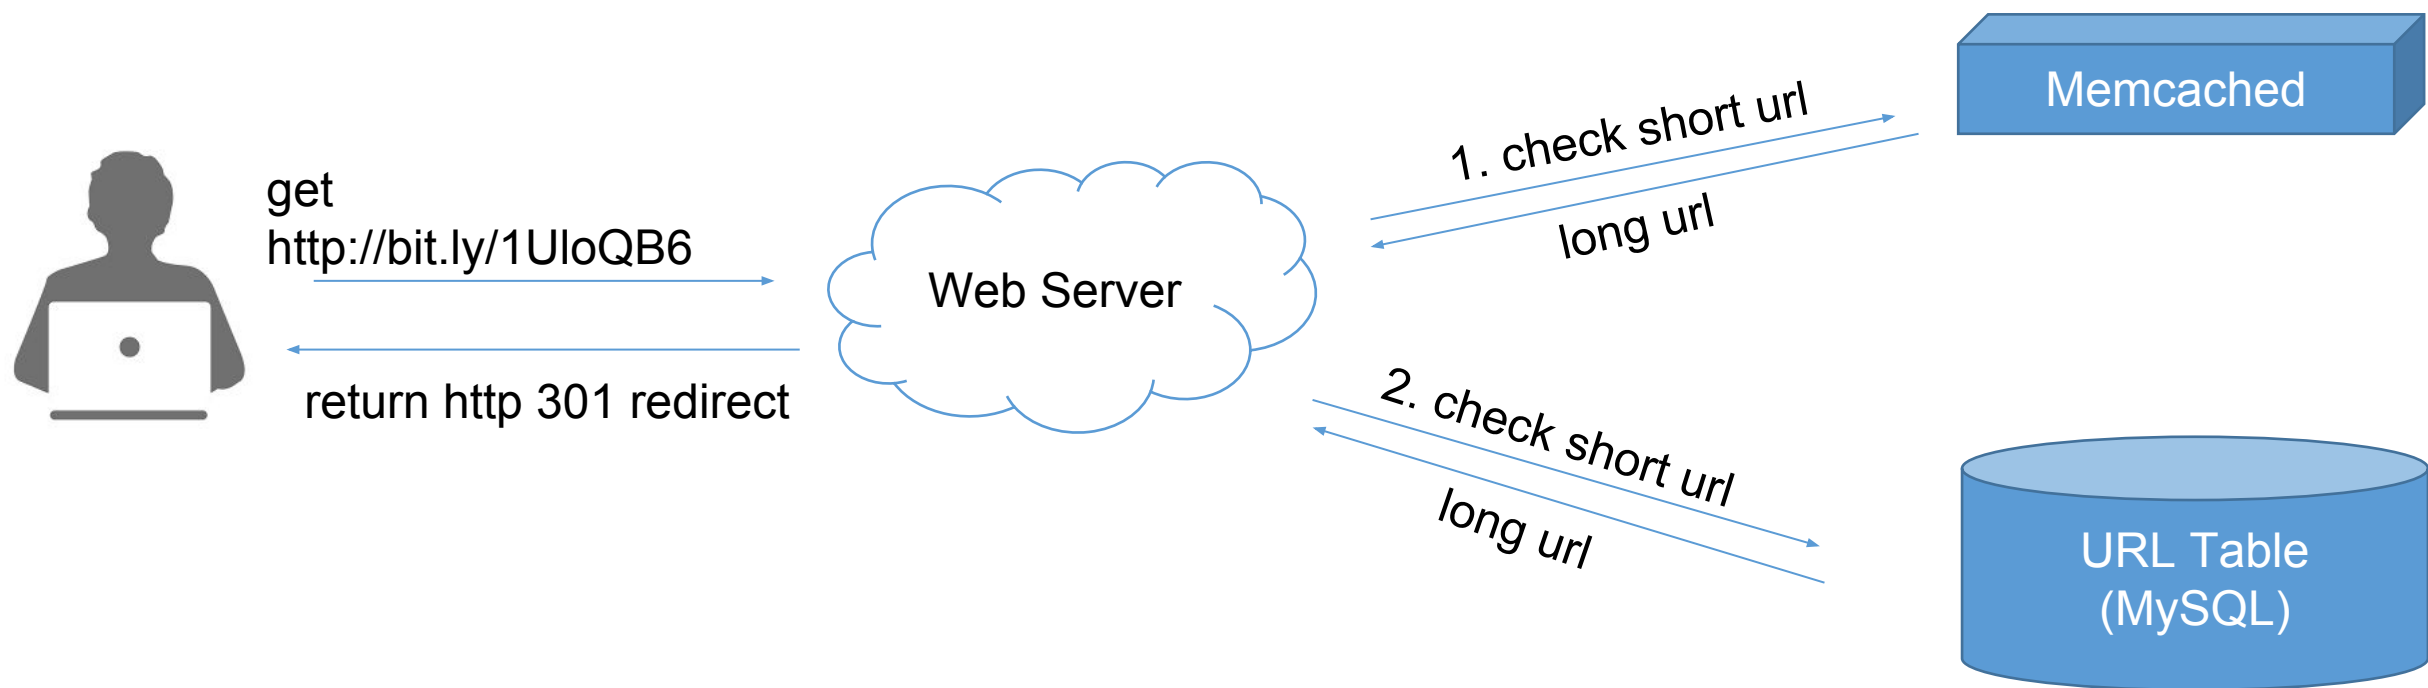 get
http://bit.ly/1UloQB6
return http 301 redirect
Web Server
1. check short url
long url
Memcached
2. check short url
long url
URL Table
(MySQL)